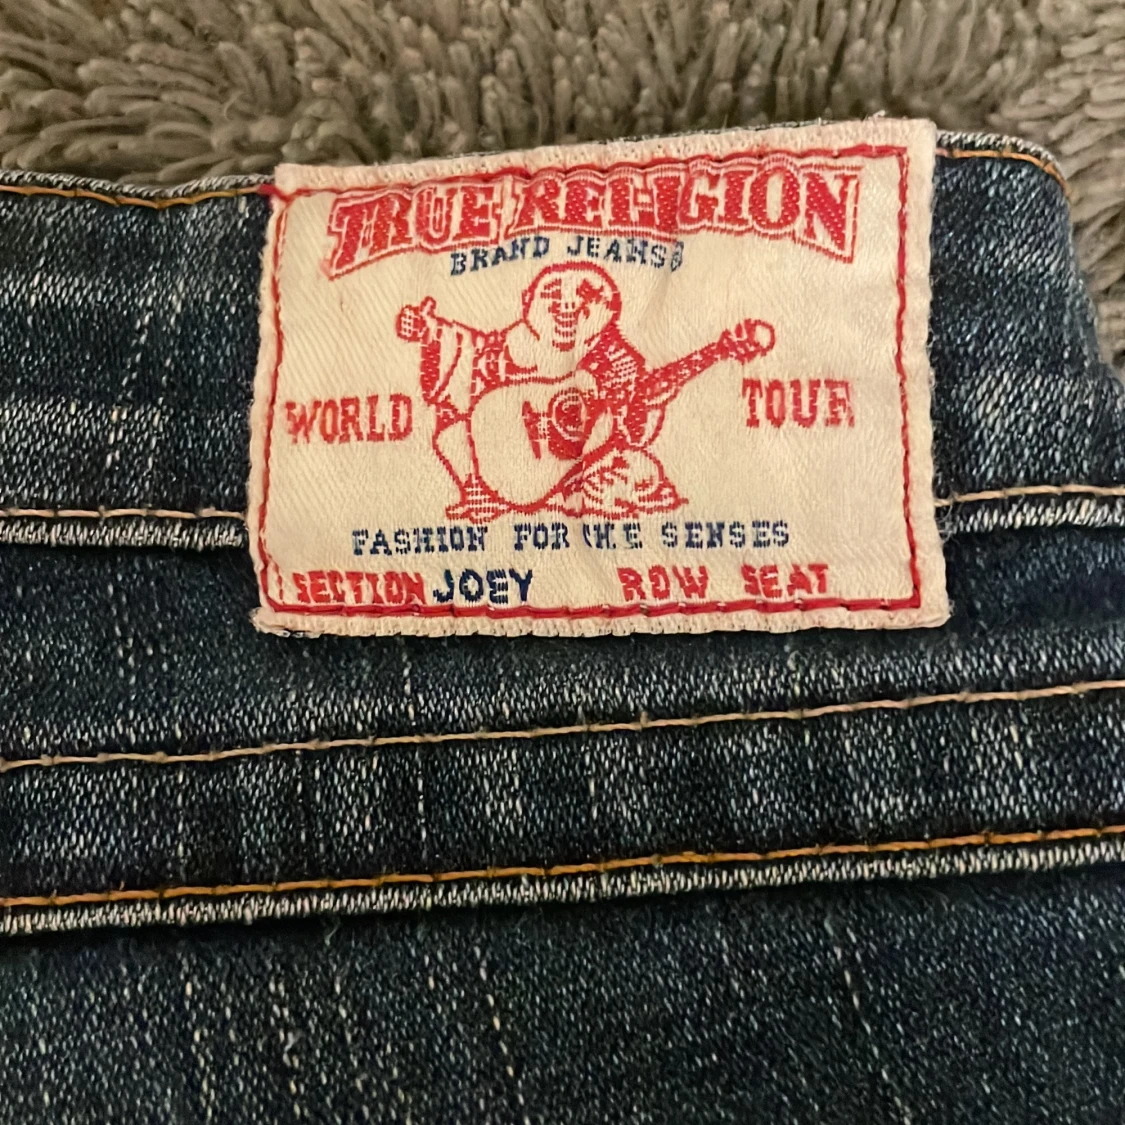 TRUE RELIGION
BRAND JEANS®
WORLD TOUR
FASHION FOR THE SENSES
SECTION JOEY ROW SEAT